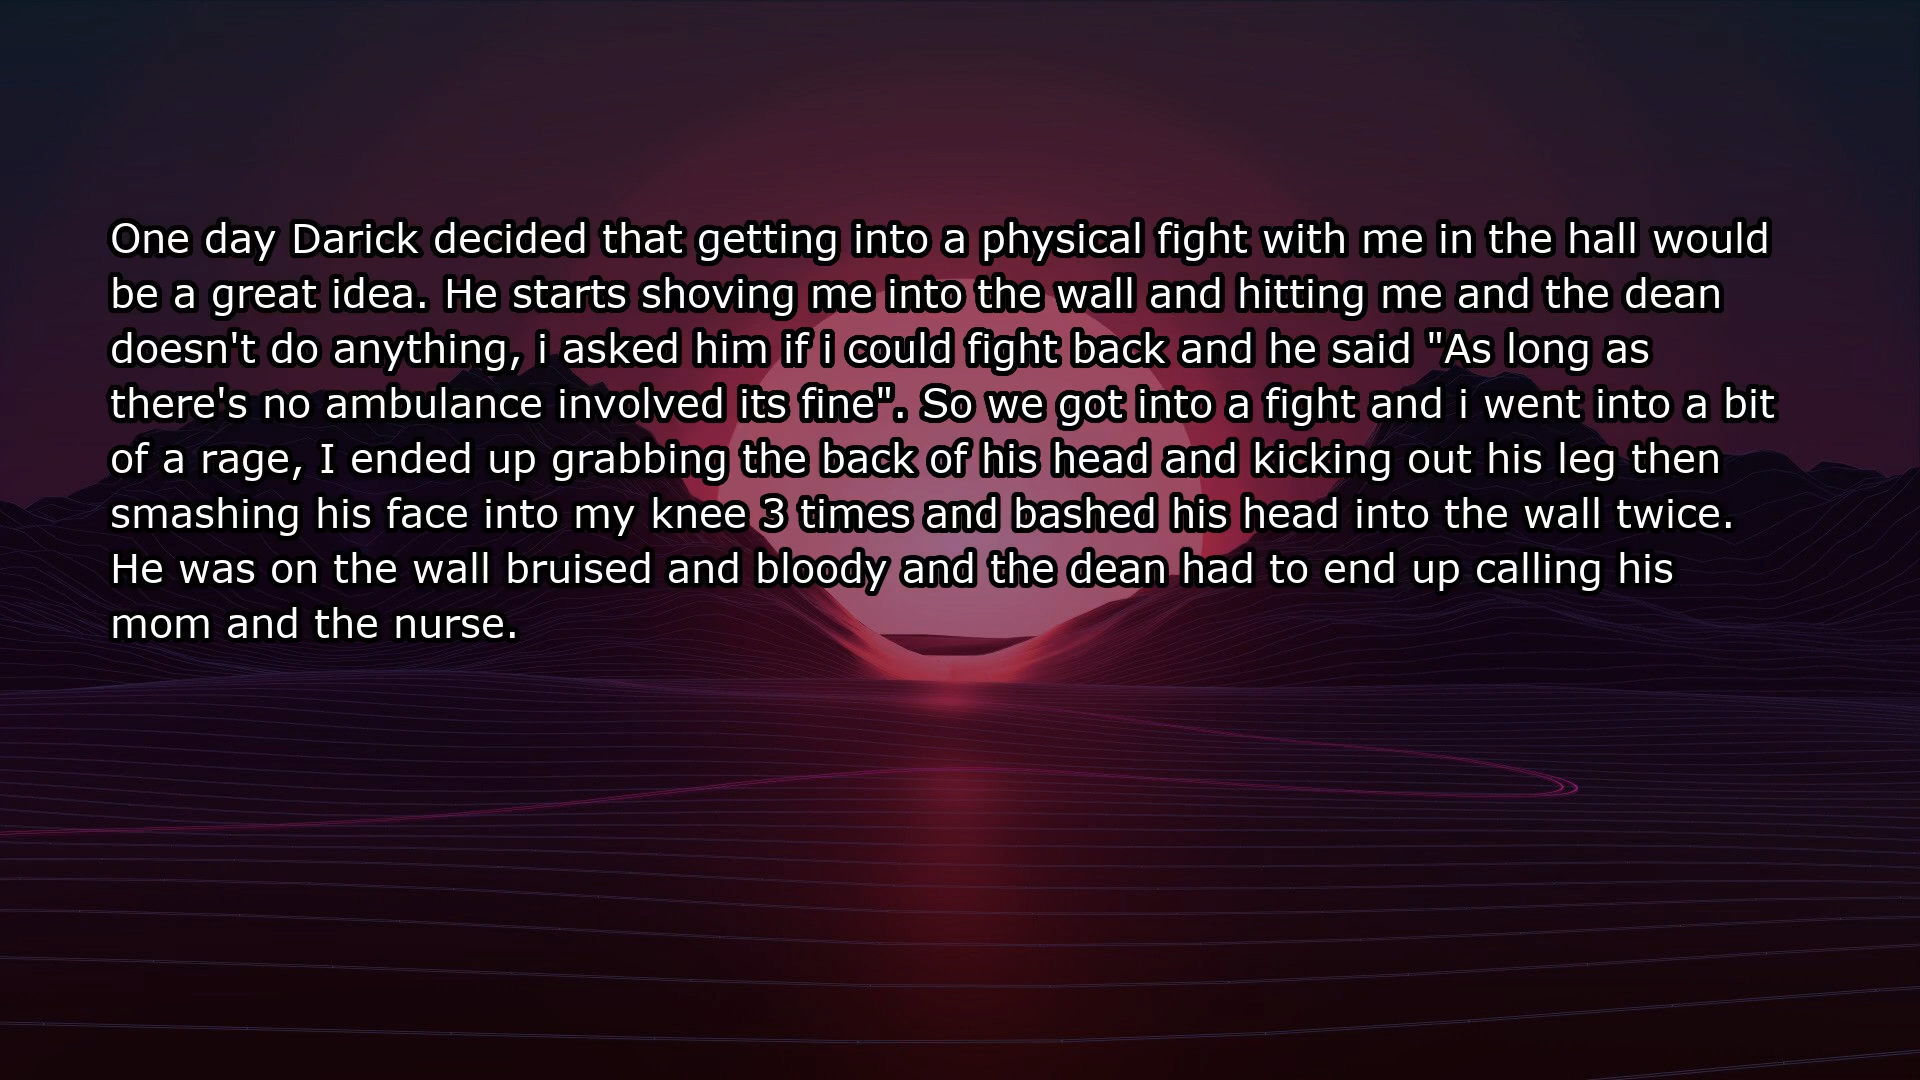 One day Darick decided that getting into a physical fight with me in the hall would
be a great idea. He starts shoving me into the wall and hitting me and the dean
doesn't do anything, i asked him if i could fight back and he said "As long as
there's no ambulance involved its fine". So we got into a fight and i went into a bit
of a rage, I ended up grabbing the back of his head and kicking out his leg then
smashing his face into my knee 3 times and bashed his head into the wall twice.
He was on the wall bruised and bloody and the dean had to end up calling his
mom and the nurse.